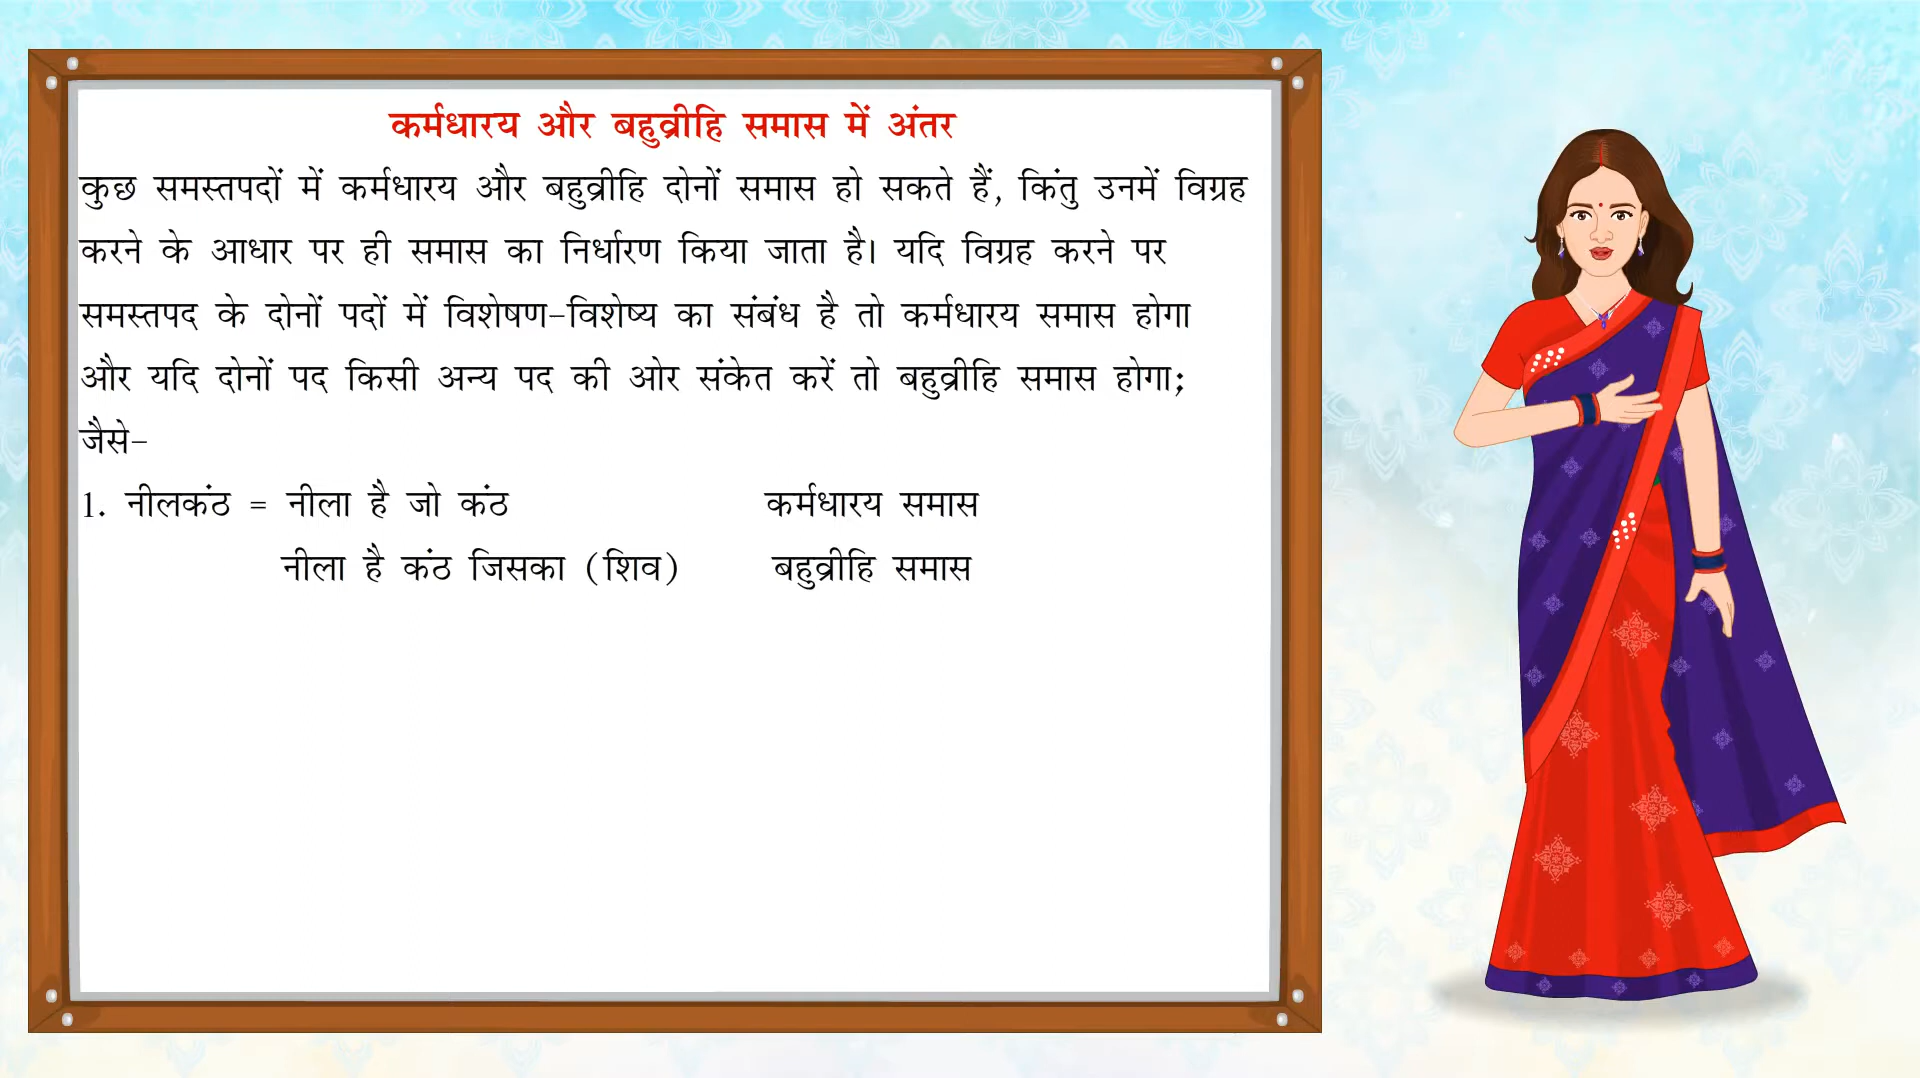 कर्मधारय और बहुव्रीहि समास में अंतर
कुछ समस्तपदों में कर्मधारय और बहुव्रीहि दोनों समास हो सकते हैं, किंतु उनमें विग्रह
करने के आधार पर ही समास का निर्धारण किया जाता है। यदि विग्रह करने पर
समस्तपद के दोनों पदों में विशेषण-विशेष्य का संबंध है तो कर्मधारय समास होगा
और यदि दोनों पद किसी अन्य पद की ओर संकेत करें तो बहुव्रीहि समास होगा;
जैसे-
1. नीलकंठ = नीला है जो कंठ कर्मधारय समास
नीला है कंठ जिसका (शिव) बहुव्रीहि समास